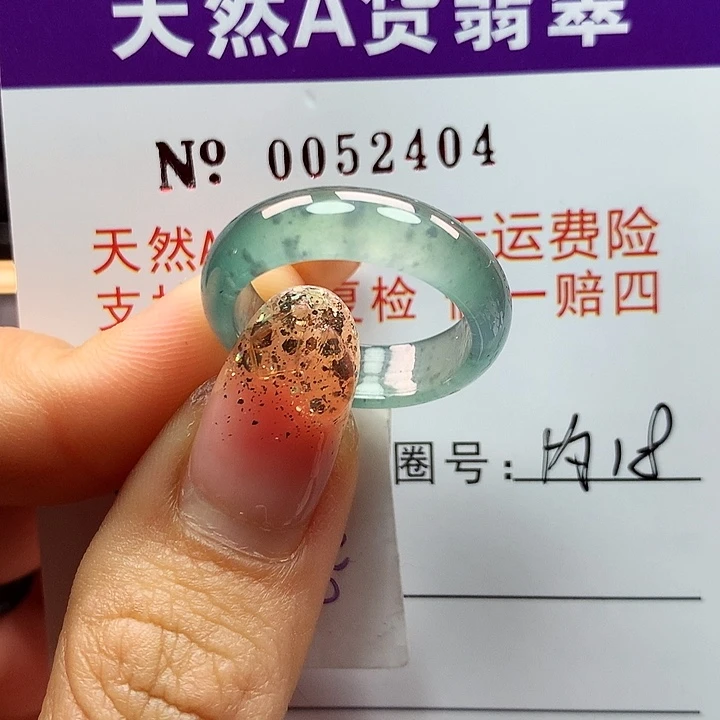 天然A货翡翠
No 0052404
天然A 运费险
支 复检 一赔四
圈号: 内18